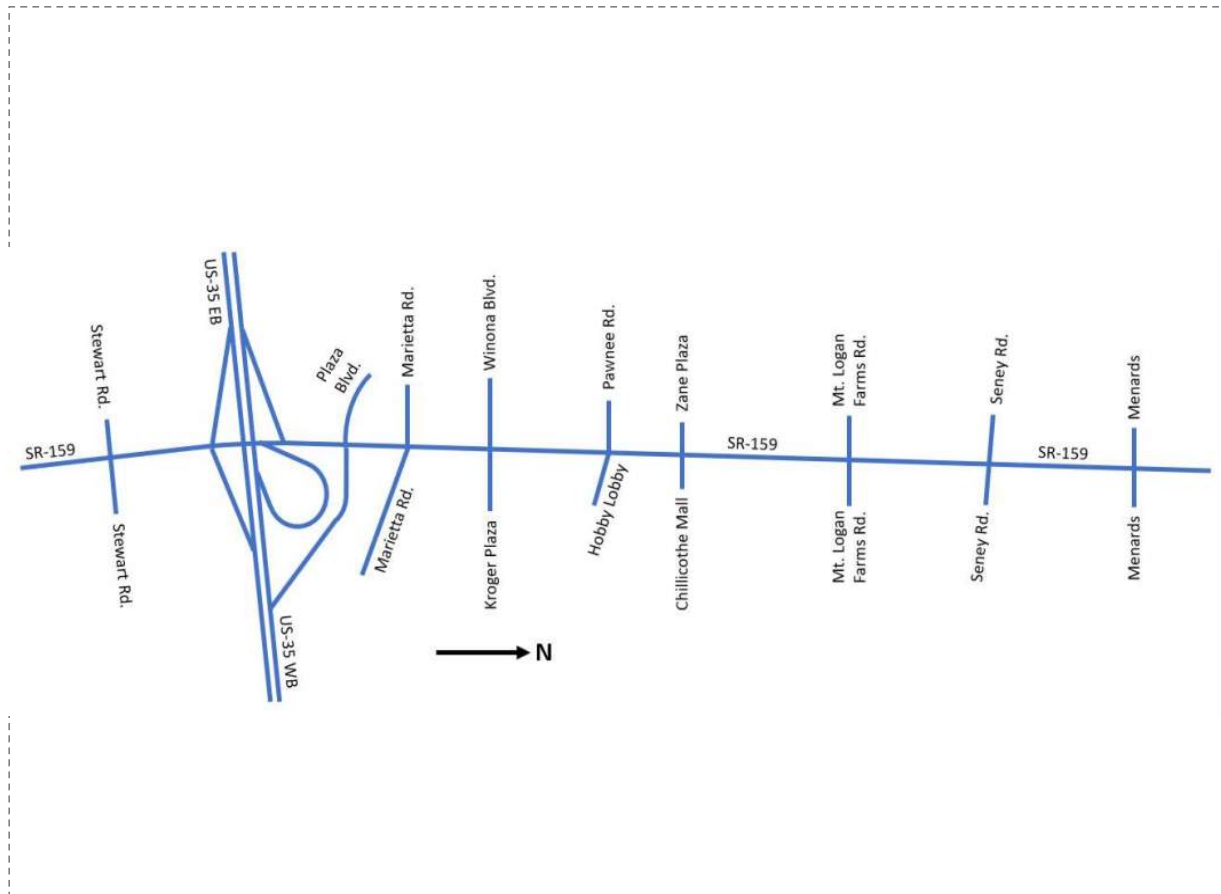 SR-159
Stewart Rd.
Stewart Rd.
US-35 EB
US-35 WB
Plaza
Blvd.
Marietta Rd.
Marietta Rd.
Winona Blvd.
Kroger Plaza
Pawnee Rd.
Hobby Lobby
Zane Plaza
Chillicothe Mall
SR-159
Mt. Logan
Farms Rd.
Mt. Logan
Farms Rd.
Seney Rd.
Seney Rd.
SR-159
Menards
Menards
N